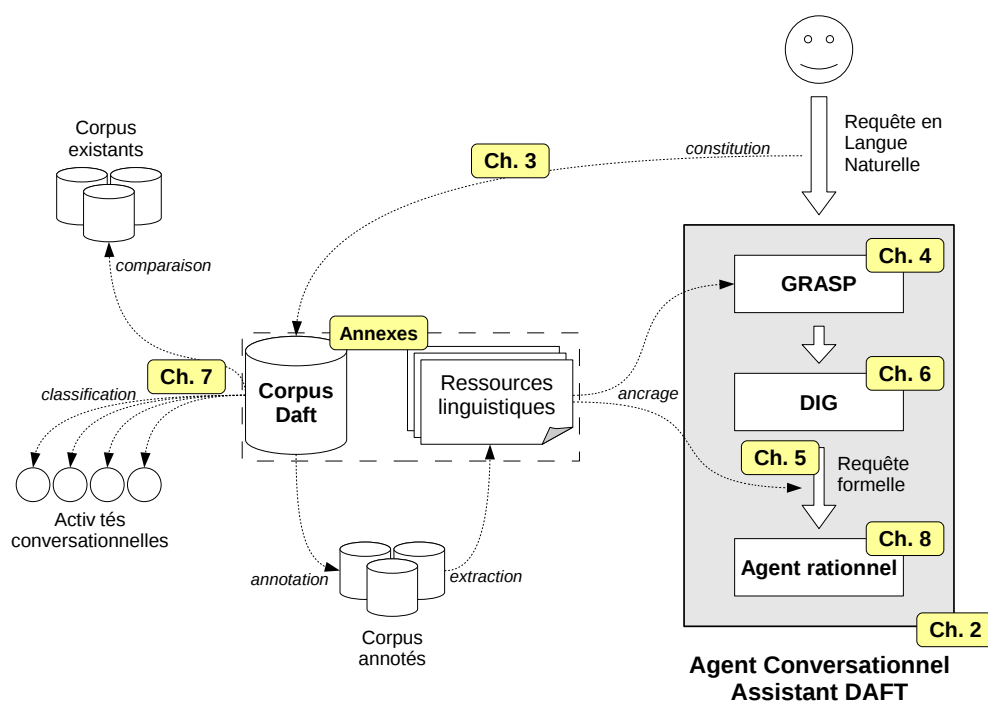 Requête en
Langue
Naturelle
constitution
Ch. 3
Corpus
existants
comparaison
Ch. 4
GRASP
Annexes
Corpus
Daft
Ressources
linguistiques
ancrage
Ch. 7
classification
Ch. 6
DIG
Ch. 5
Requête
formelle
Activ tés
conversationnelles
Ch. 8
Agent rationnel
annotation
extraction
Corpus
annotés
Ch. 2
Agent Conversationnel
Assistant DAFT